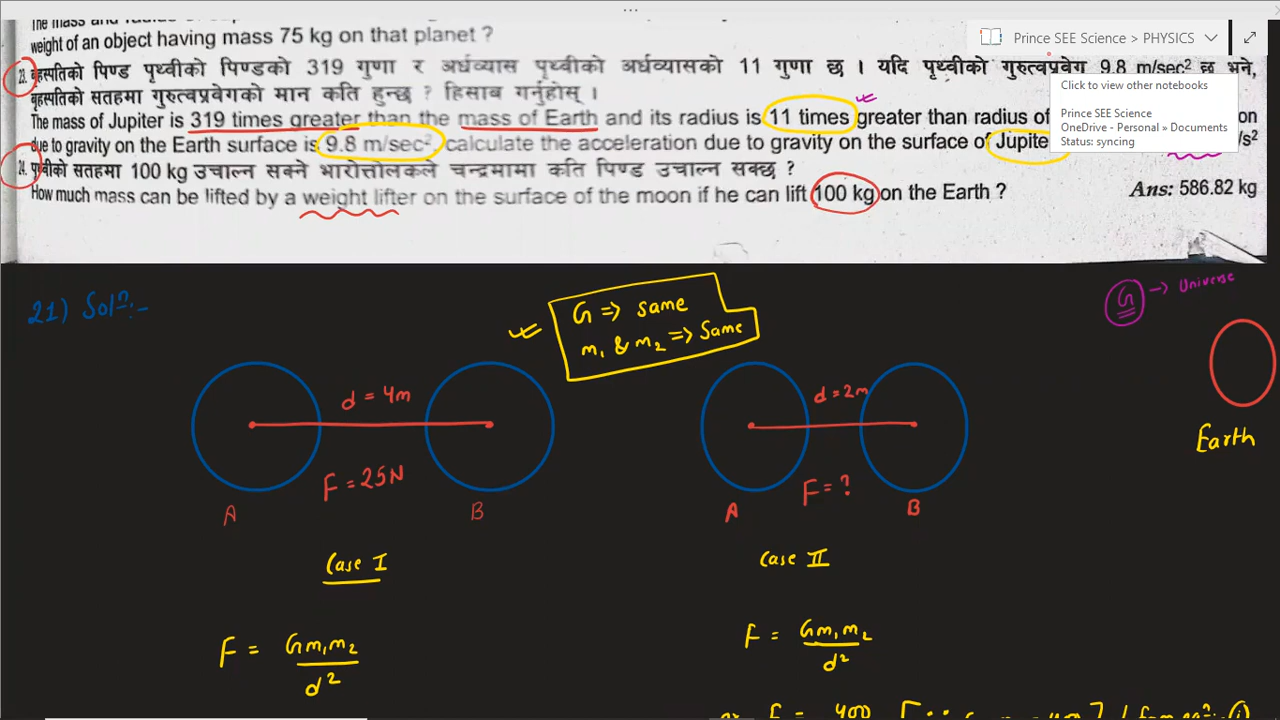 weight of an object having mass 75 kg on that planet ?
Prince SEE Science > PHYSICS
23. बृहस्पतिको पिण्ड पृथ्वीको पिण्डको 319 गुणा र अर्धव्यास पृथ्वीको अर्धव्यासको 11 गुणा छ । यदि पृथ्वीको गुरुत्वप्रवेग 9.8 m/sec² छ भने,
बृहस्पतिको सतहमा गुरुत्वप्रवेगको मान कति हुन्छ ? हिसाब गर्नुहोस् ।
Click to view other notebooks
Prince SEE Science
OneDrive - Personal » Documents
Status: syncing
The mass of Jupiter is 319 times greater than the mass of Earth and its radius is 11 times greater than radius of on
due to gravity on the Earth surface is 9.8 m/sec², calculate the acceleration due to gravity on the surface of Jupite
24. पृथ्वीको सतहमा 100 kg उचाल्न सक्ने भारोत्तोलकले चन्द्रमामा कति पिण्ड उचाल्न सक्छ ?
How much mass can be lifted by a weight lifter on the surface of the moon if he can lift 100 kg on the Earth ? Ans: 586.82 kg
21) Solⁿ:-
G => same
m₁ & m₂ => Same
G -> Universe
d = 4m
d = 2m
F = 25N
F = ?
Earth
A B
A B
Case I
Case II
F = Gm₁m₂ / d²
F = Gm₁m₂ / d²